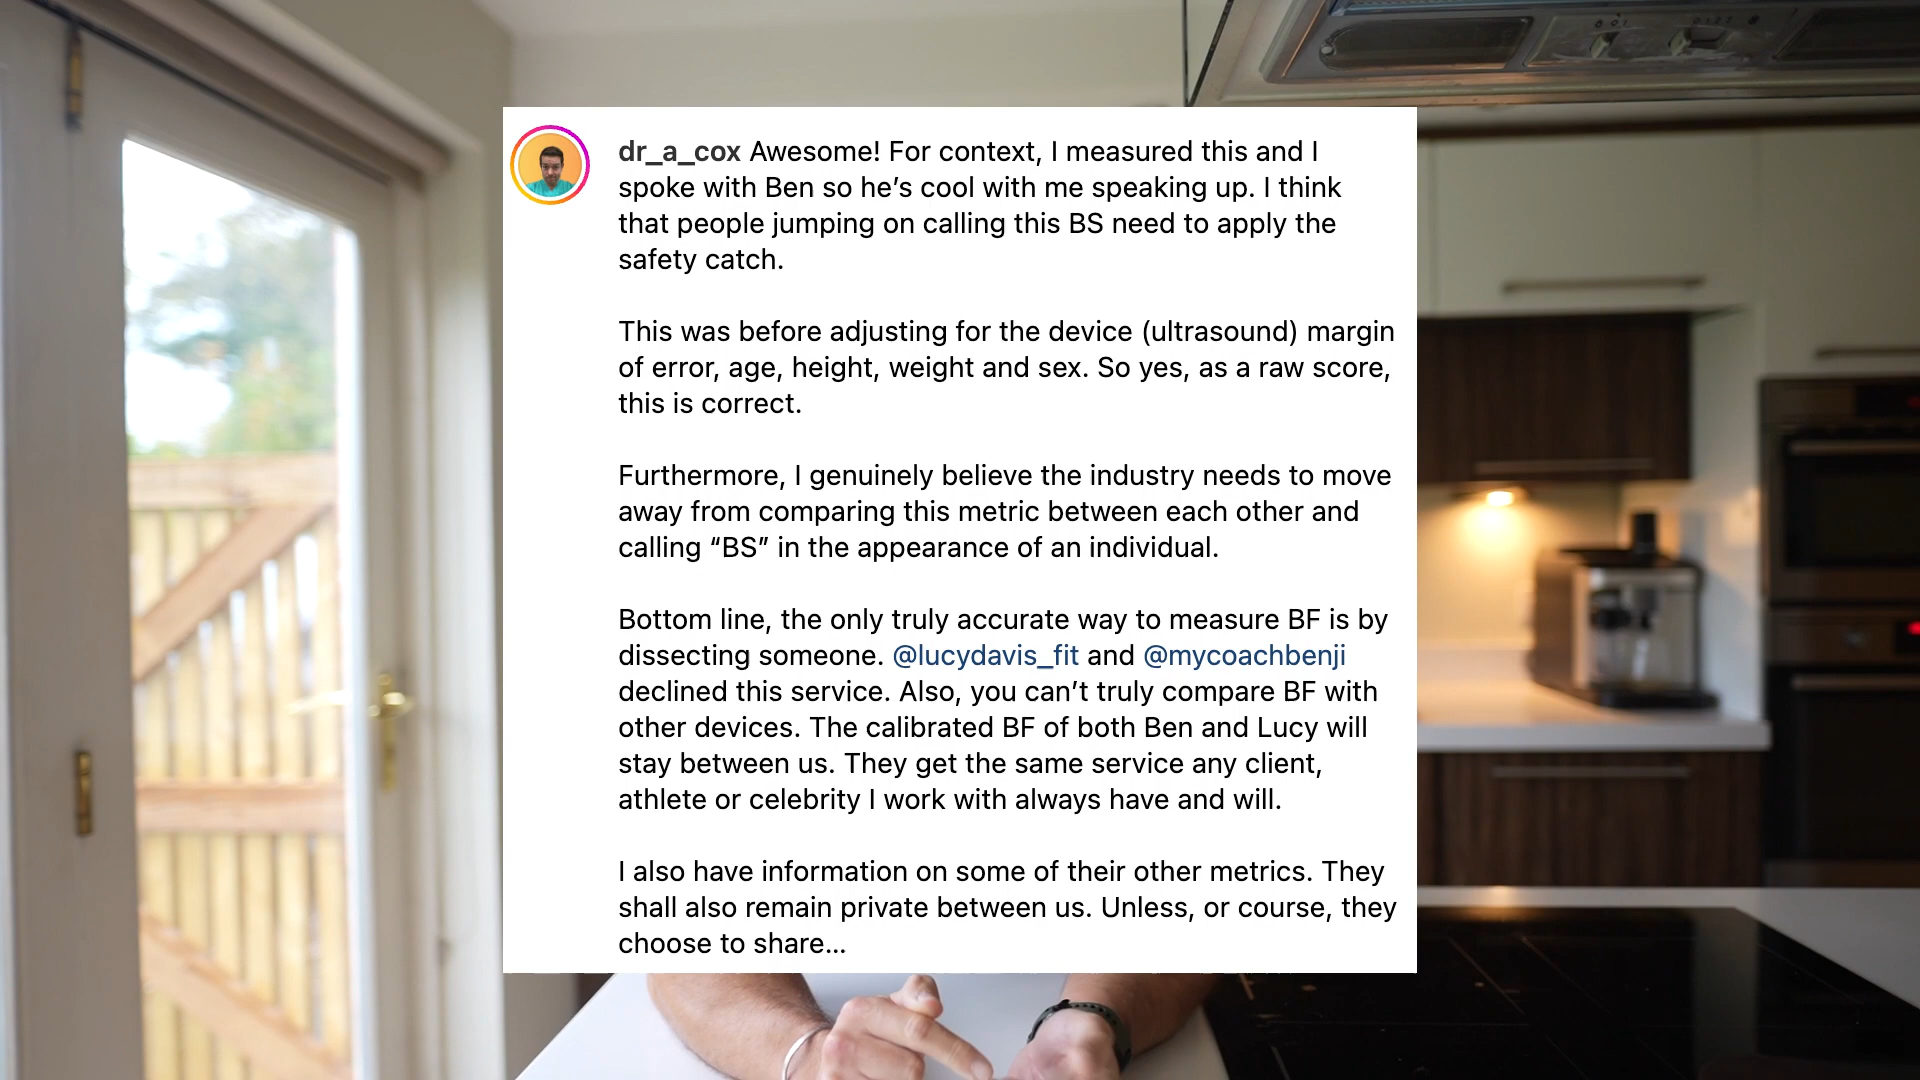 dr_a_cox Awesome! For context, I measured this and I
spoke with Ben so he’s cool with me speaking up. I think
that people jumping on calling this BS need to apply the
safety catch.
This was before adjusting for the device (ultrasound) margin
of error, age, height, weight and sex. So yes, as a raw score,
this is correct.
Furthermore, I genuinely believe the industry needs to move
away from comparing this metric between each other and
calling “BS” in the appearance of an individual.
Bottom line, the only truly accurate way to measure BF is by
dissecting someone. @lucydavis_fit and @mycoachbenji
declined this service. Also, you can’t truly compare BF with
other devices. The calibrated BF of both Ben and Lucy will
stay between us. They get the same service any client,
athlete or celebrity I work with always have and will.
I also have information on some of their other metrics. They
shall also remain private between us. Unless, or course, they
choose to share...